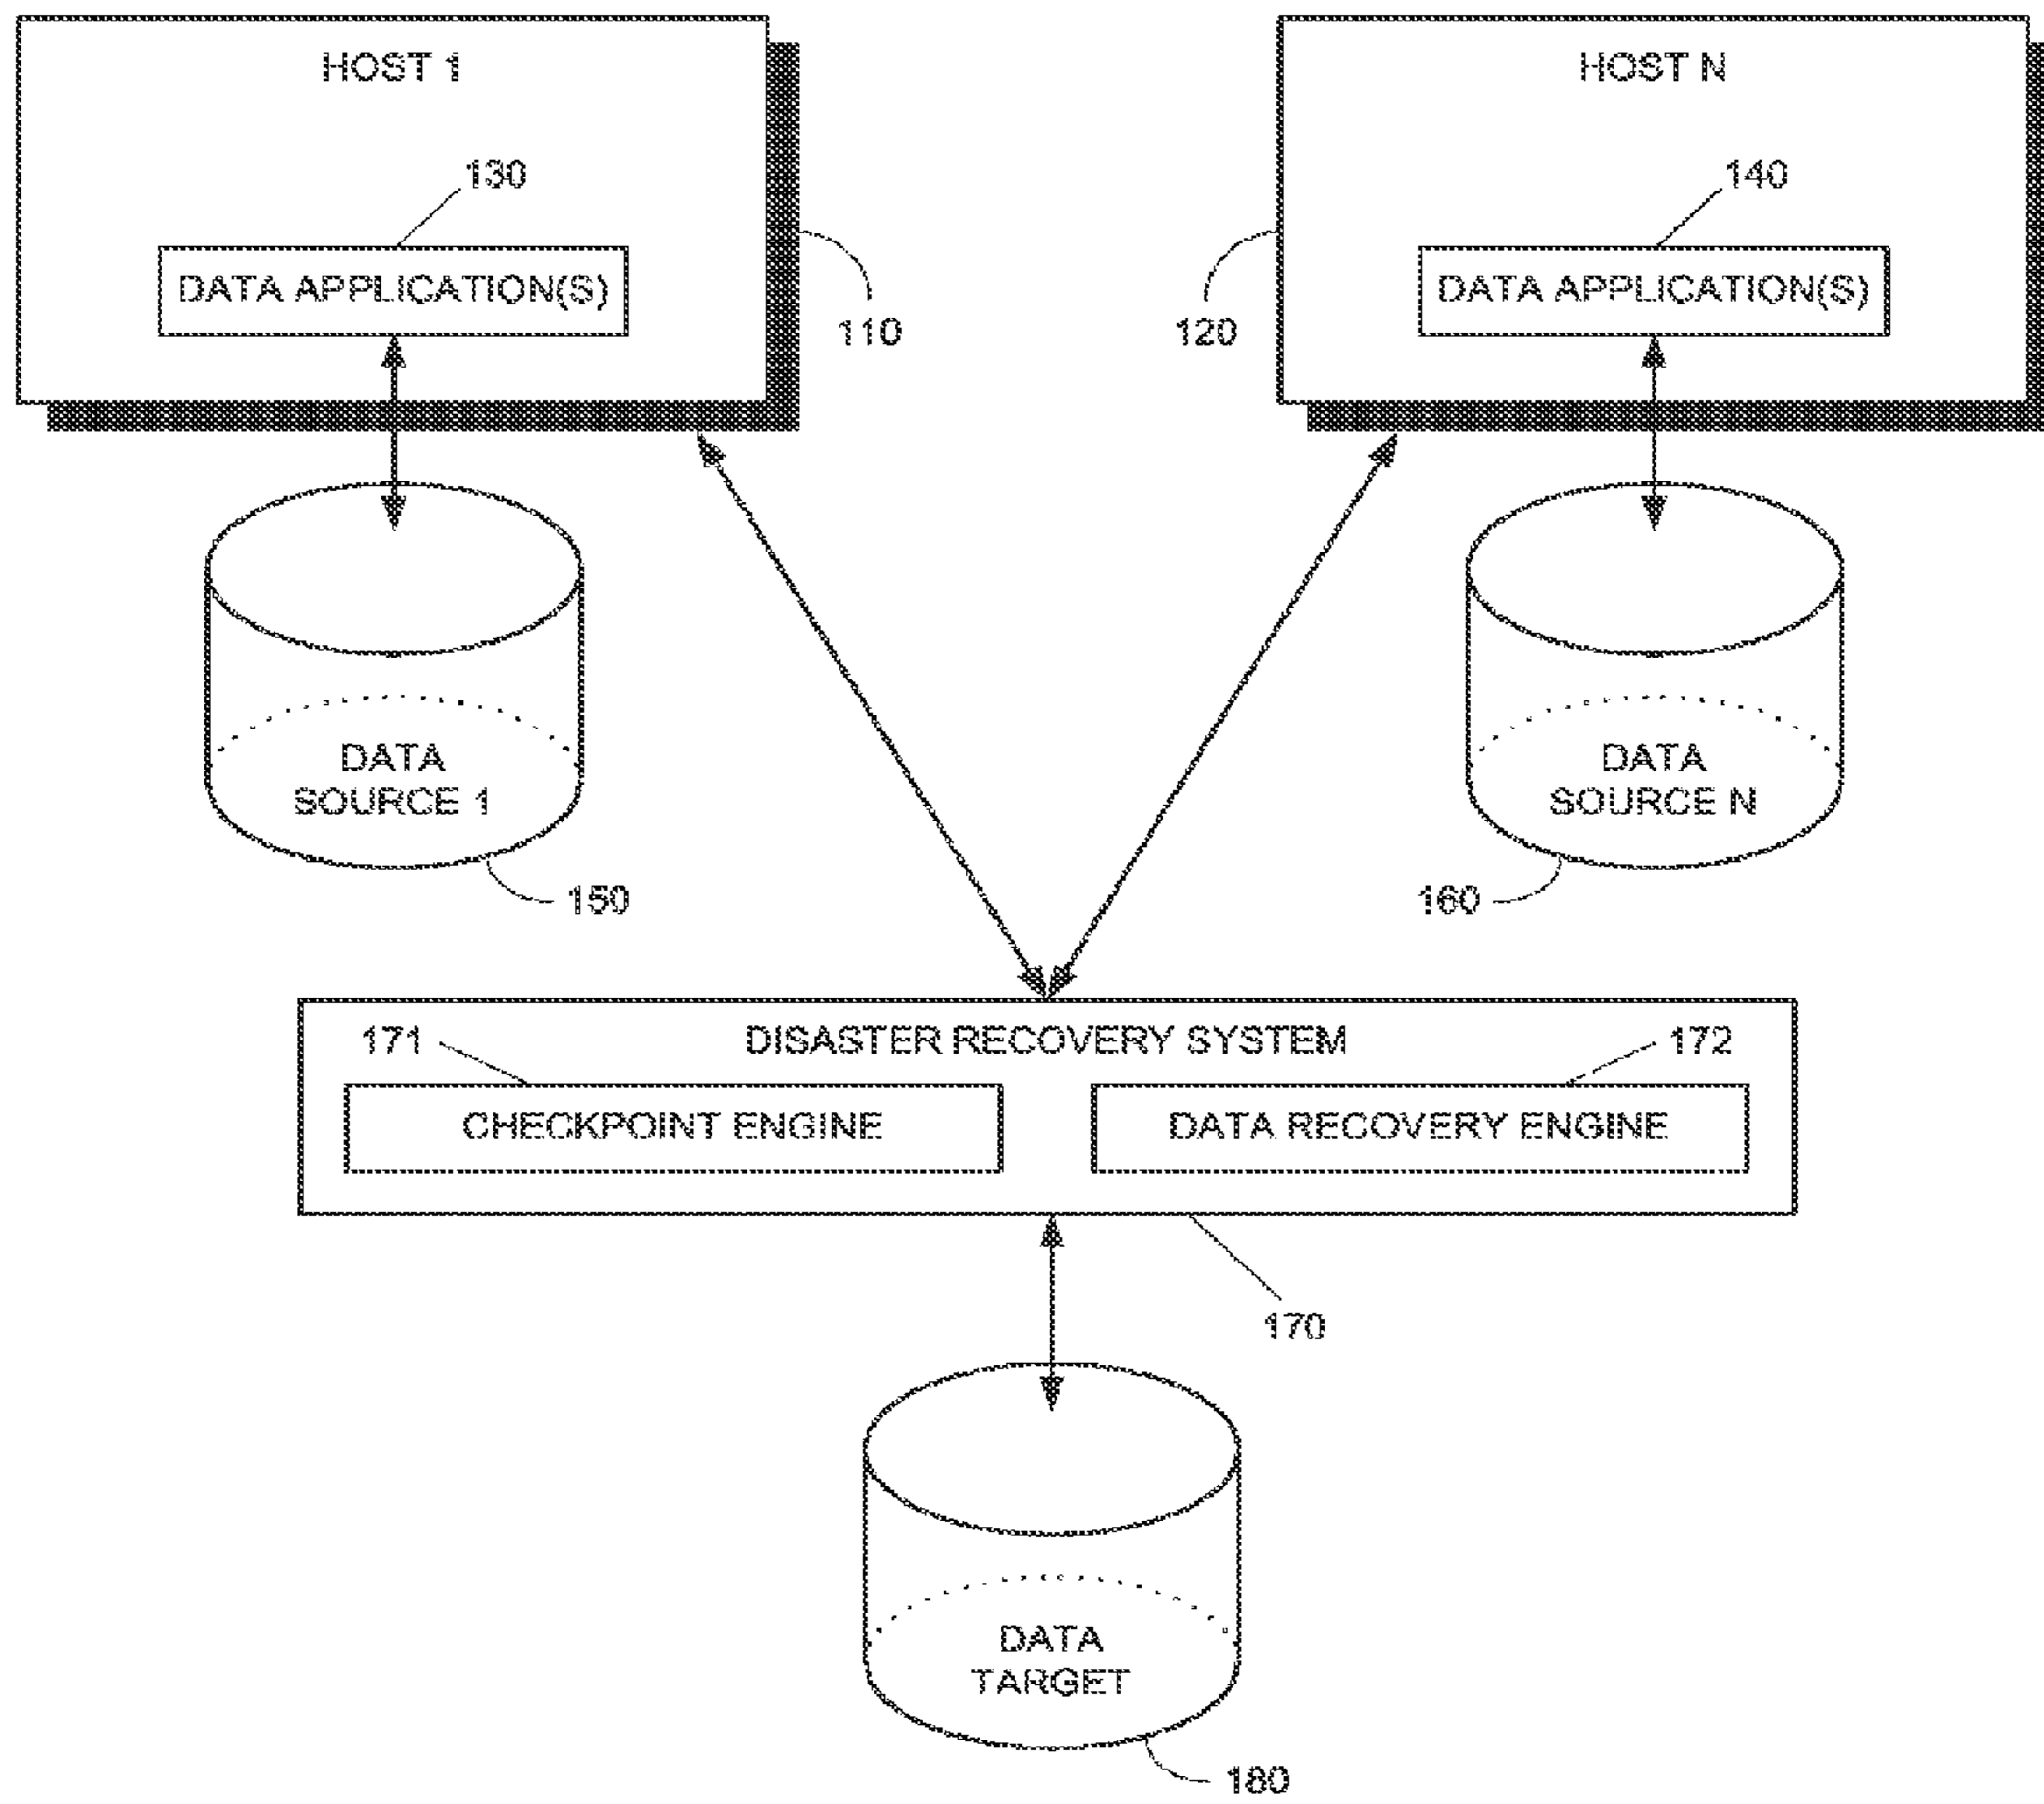 HOST 1
HOST N
130
140
DATA APPLICATION(S)
DATA APPLICATION(S)
110
120
DATA
SOURCE 1
DATA
SOURCE N
150
160
171
DISASTER RECOVERY SYSTEM
172
CHECKPOINT ENGINE
DATA RECOVERY ENGINE
170
DATA
TARGET
180